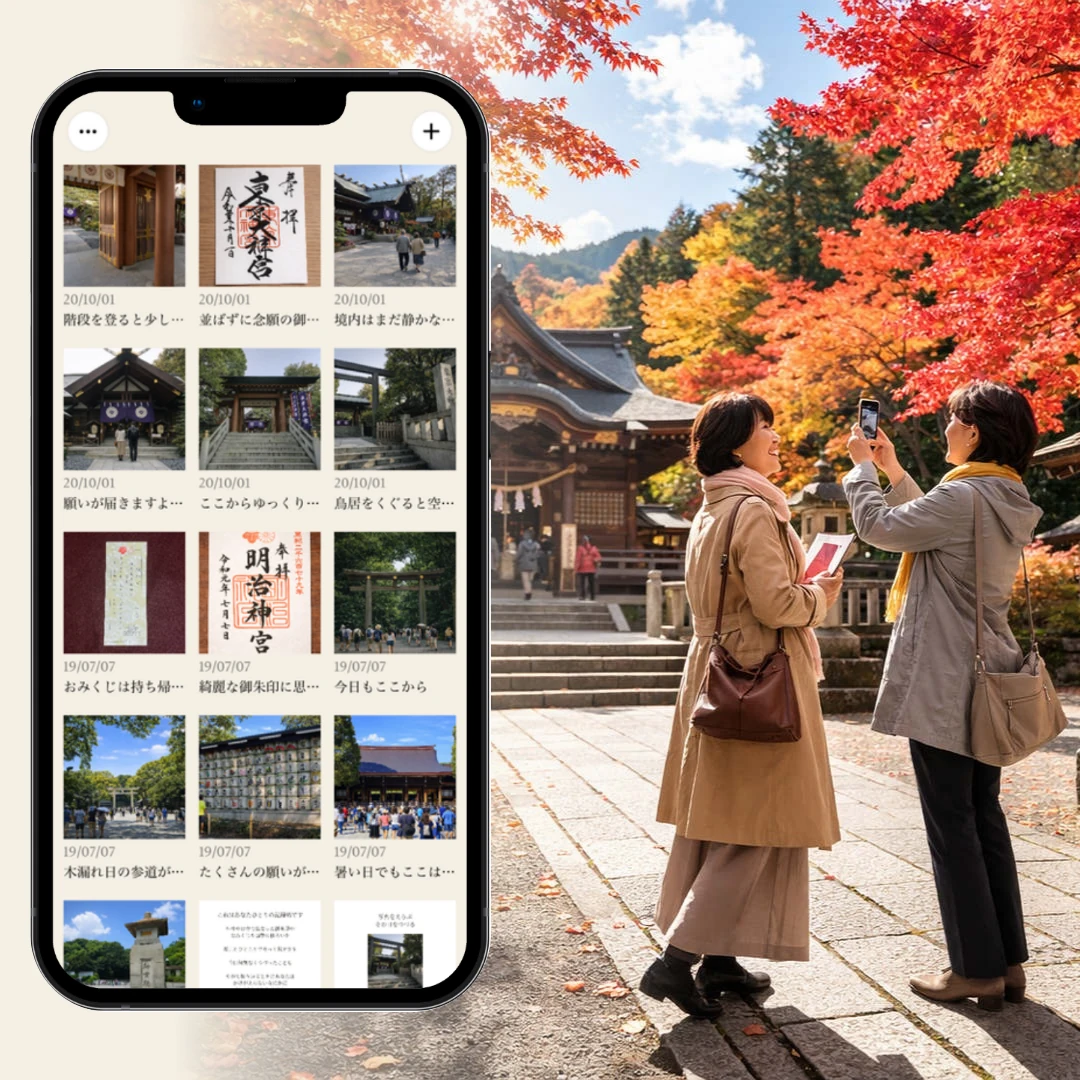 20/10/01
階段を登ると少し…
奉拝
東京大神宮
20/10/01
並ばずに念願の御…
20/10/01
境内はまだ静かな…
20/10/01
願いが届きますよ…
20/10/01
ここからゆっくり…
20/10/01
鳥居をくぐると空…
19/07/07
おみくじは持ち帰…
奉拝
明治神宮
令和元年七月七日
19/07/07
綺麗な御朱印に思…
19/07/07
今日もここから
19/07/07
木漏れ日の参道が…
19/07/07
たくさんの願いが…
19/07/07
暑い日でもここは…